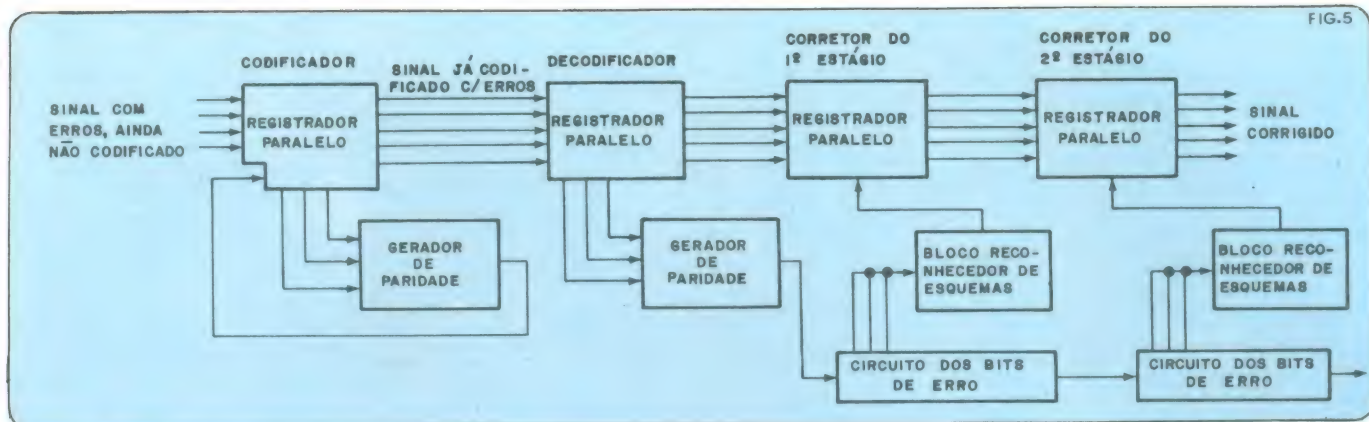 FIG.5
CODIFICADOR
SINAL JÁ CODI-
FICADO C/ ERROS
DECODIFICADOR
CORRETOR DO
1º ESTÁGIO
CORRETOR DO
2º ESTÁGIO
SINAL COM
ERROS, AINDA
NÃO CODIFICADO
REGISTRADOR
PARALELO
REGISTRADOR
PARALELO
REGISTRADOR
PARALELO
REGISTRADOR
PARALELO
SINAL
CORRIGIDO
GERADOR
DE
PARIDADE
GERADOR
DE
PARIDADE
BLOCO RECO-
NHECEDOR DE
ESQUEMAS
BLOCO RECO-
NHECEDOR DE
ESQUEMAS
CIRCUITO DOS BITS
DE ERRO
CIRCUITO DOS BITS
DE ERRO